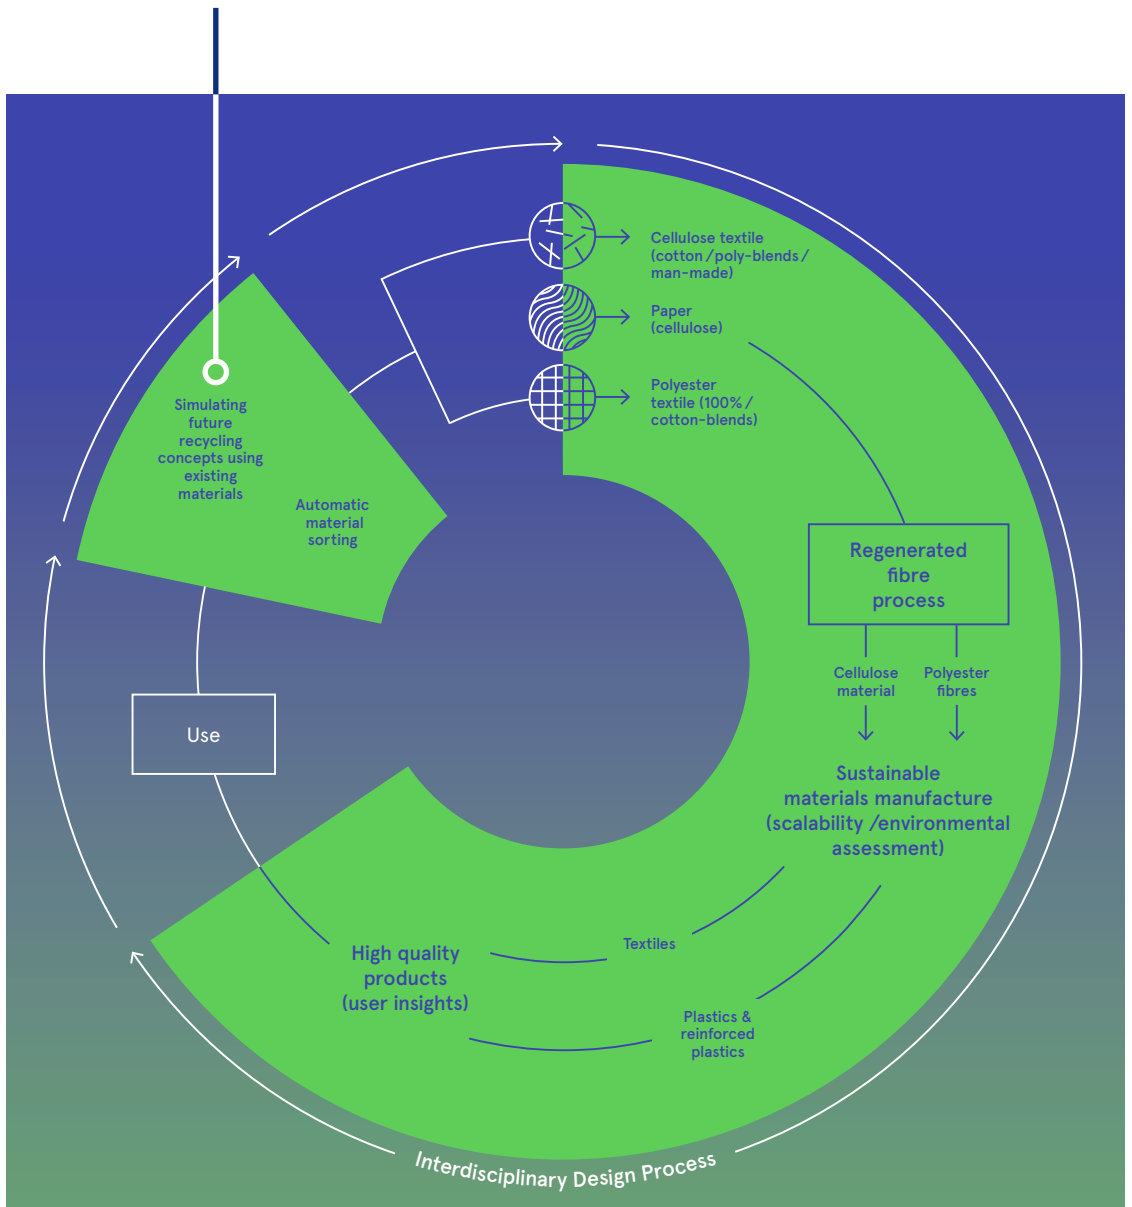 Cellulose textile
(cotton/poly-blends/
man-made)
Paper
(cellulose)
Polyester
textile (100%/
cotton-blends)
Simulating
future
recycling
concepts using
existing
materials
Automatic
material
sorting
Regenerated
fibre
process
Cellulose
material
Polyester
fibres
Use
Sustainable
materials manufacture
(scalability /environmental
assessment)
Textiles
High quality
products
(user insights)
Plastics &
reinforced
plastics
Interdisciplinary Design Process